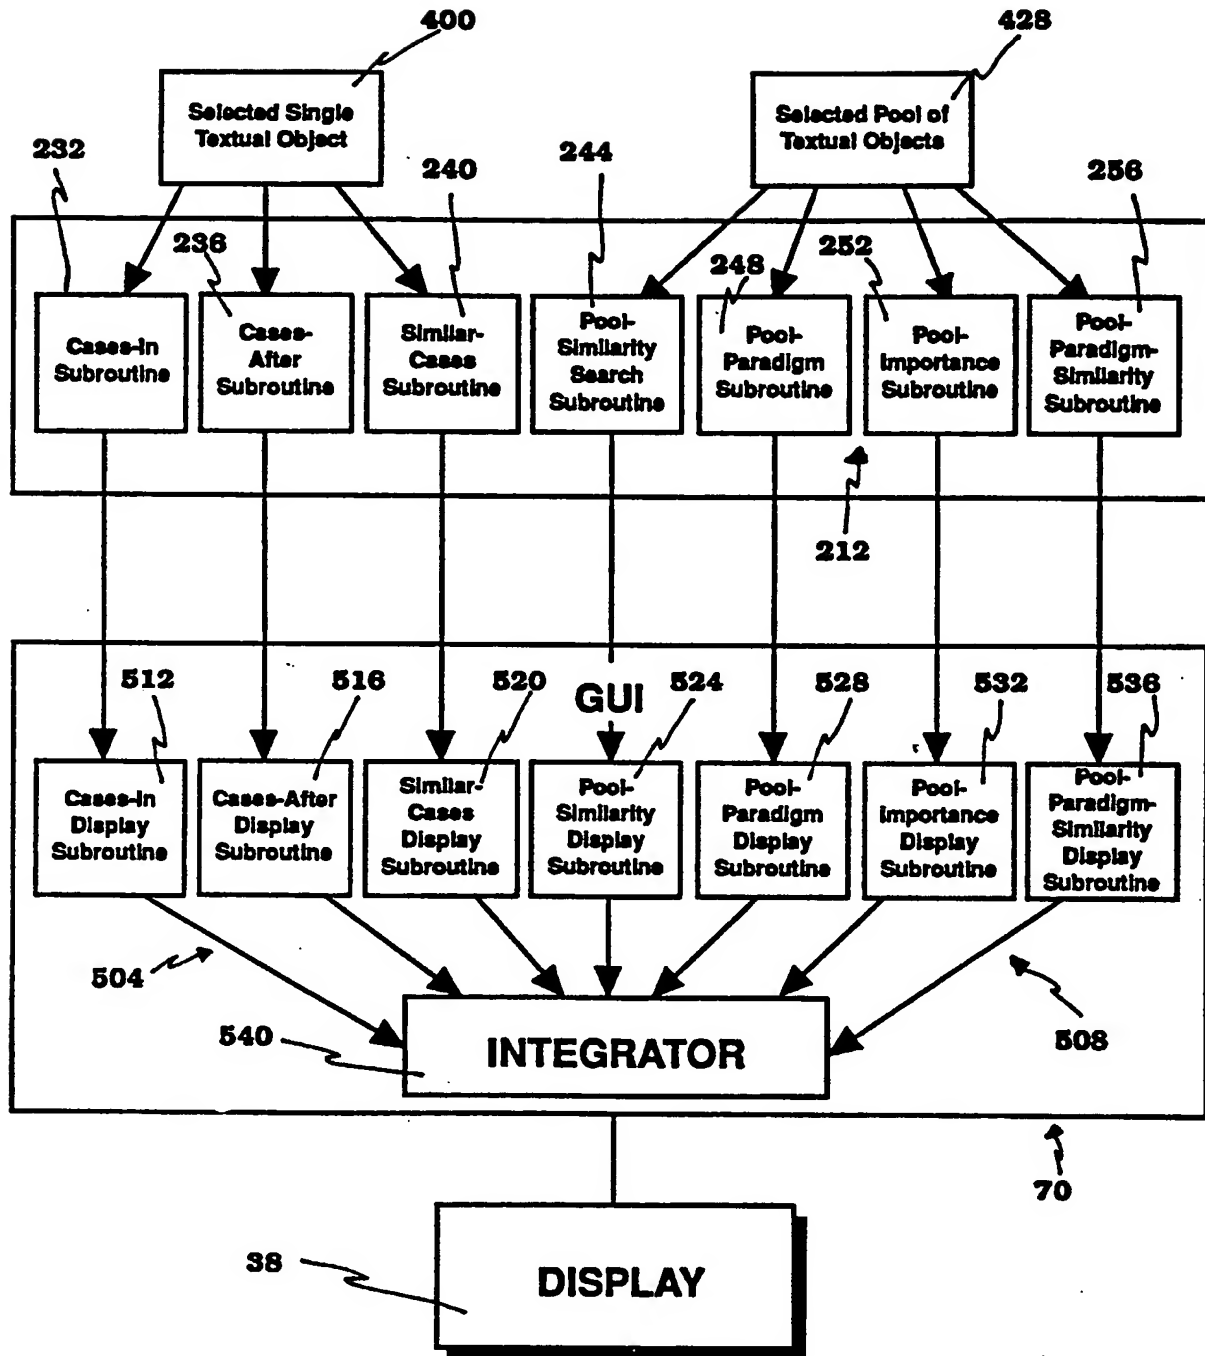 400
428
Selected Single
Textual Object
Selected Pool of
Textual Objects
232
240
244
256
236
248
252
Cases-In
Subroutine
Cases-
After
Subroutine
Similar-
Cases
Subroutine
Pool-
Similarity
Search
Subroutine
Pool-
Paradigm
Subroutine
Pool-
Importance
Subroutine
Pool-
Paradigm-
Similarity
Subroutine
212
GUI
512
516
520
524
528
532
536
Cases-In
Display
Subroutine
Cases-After
Display
Subroutine
Similar-
Cases
Display
Subroutine
Pool-
Similarity
Display
Subroutine
Pool-
Paradigm
Display
Subroutine
Pool-
Importance
Display
Subroutine
Pool-
Paradigm-
Similarity
Display
Subroutine
504
508
540
INTEGRATOR
70
38
DISPLAY